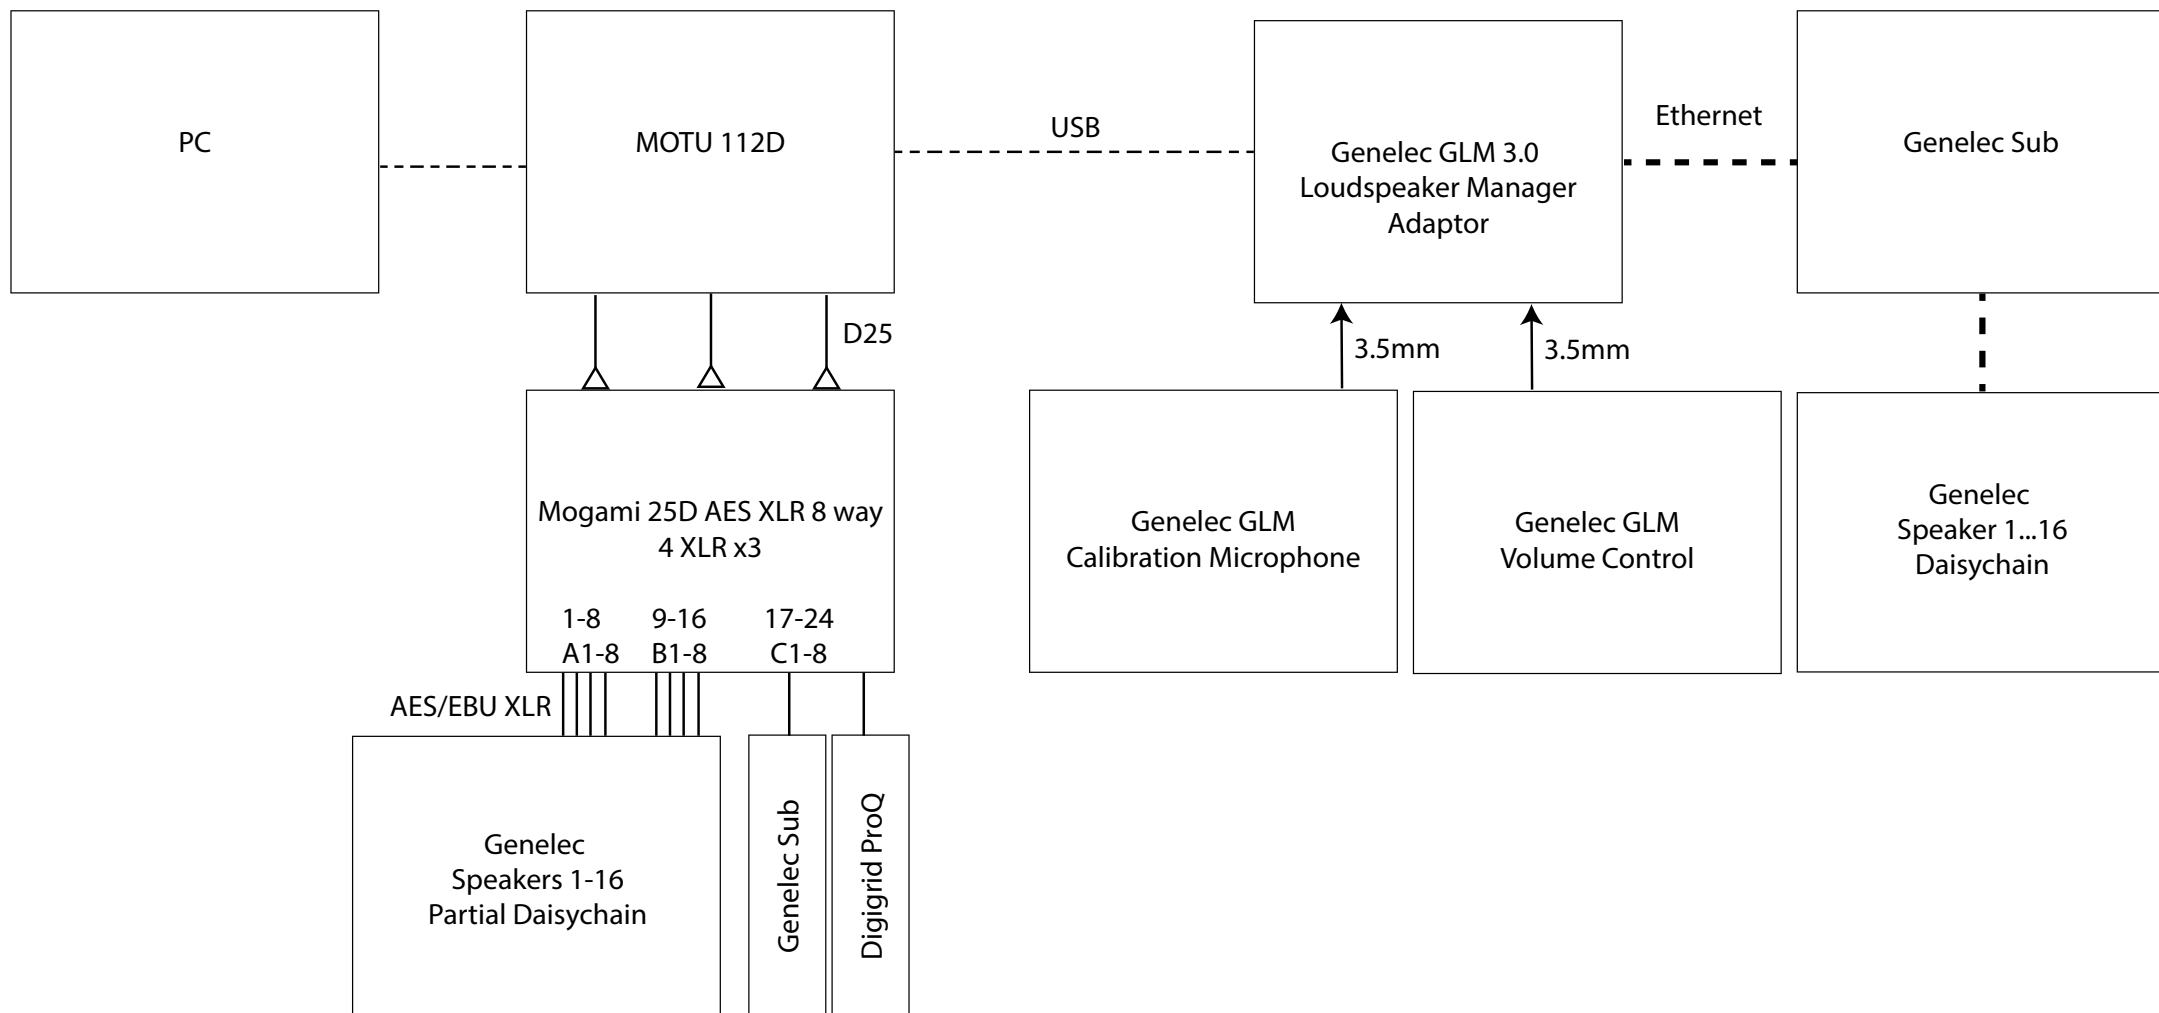 PC
MOTU 112D
USB
Genelec GLM 3.0
Loudspeaker Manager
Adaptor
Ethernet
Genelec Sub
D25
3.5mm
3.5mm
Mogami 25D AES XLR 8 way
4 XLR x3
1-8
9-16
17-24
A1-8
B1-8
C1-8
Genelec GLM
Calibration Microphone
Genelec GLM
Volume Control
Genelec
Speaker 1...16
Daisychain
AES/EBU XLR
Genelec
Speakers 1-16
Partial Daisychain
Genelec Sub
Digigrid ProQ